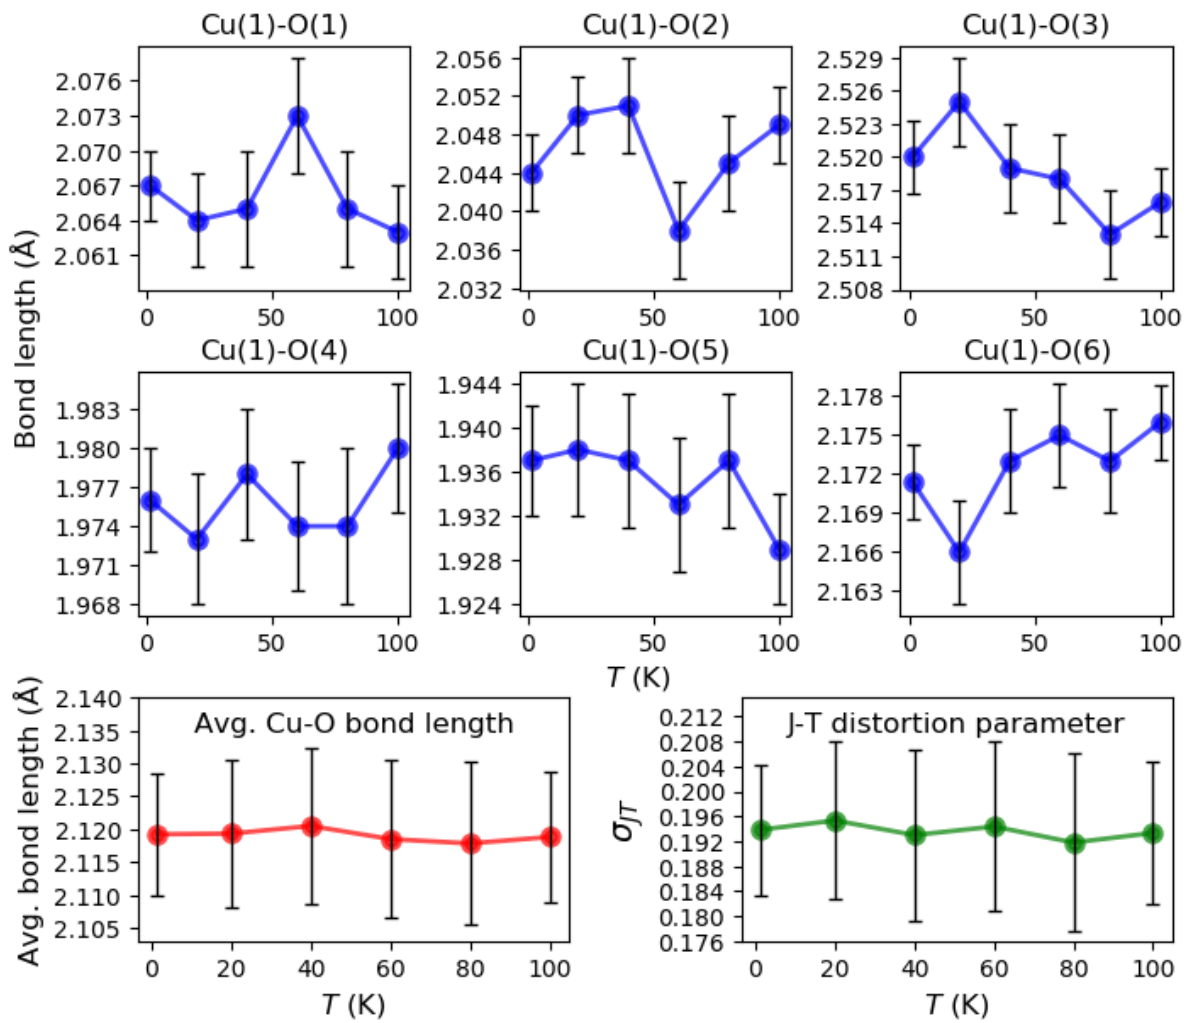 Cu(1)-O(1)
Cu(1)-O(2)
Cu(1)-O(3)
Bond length (Å)
2.076
2.073
2.070
2.067
2.064
2.061
0 50 100
2.056
2.052
2.048
2.044
2.040
2.036
2.032
0 50 100
2.529
2.526
2.523
2.520
2.517
2.514
2.511
2.508
0 50 100
Cu(1)-O(4)
Cu(1)-O(5)
Cu(1)-O(6)
1.983
1.980
1.977
1.974
1.971
1.968
0 50 100
1.944
1.940
1.936
1.932
1.928
1.924
0 50 100
2.178
2.175
2.172
2.169
2.166
2.163
0 50 100
T (K)
Avg. bond length (Å)
Avg. Cu-O bond length
2.140
2.135
2.130
2.125
2.120
2.115
2.110
2.105
0 20 40 60 80 100
T (K)
σJT
J-T distortion parameter
0.212
0.208
0.204
0.200
0.196
0.192
0.188
0.184
0.180
0.176
0 20 40 60 80 100
T (K)